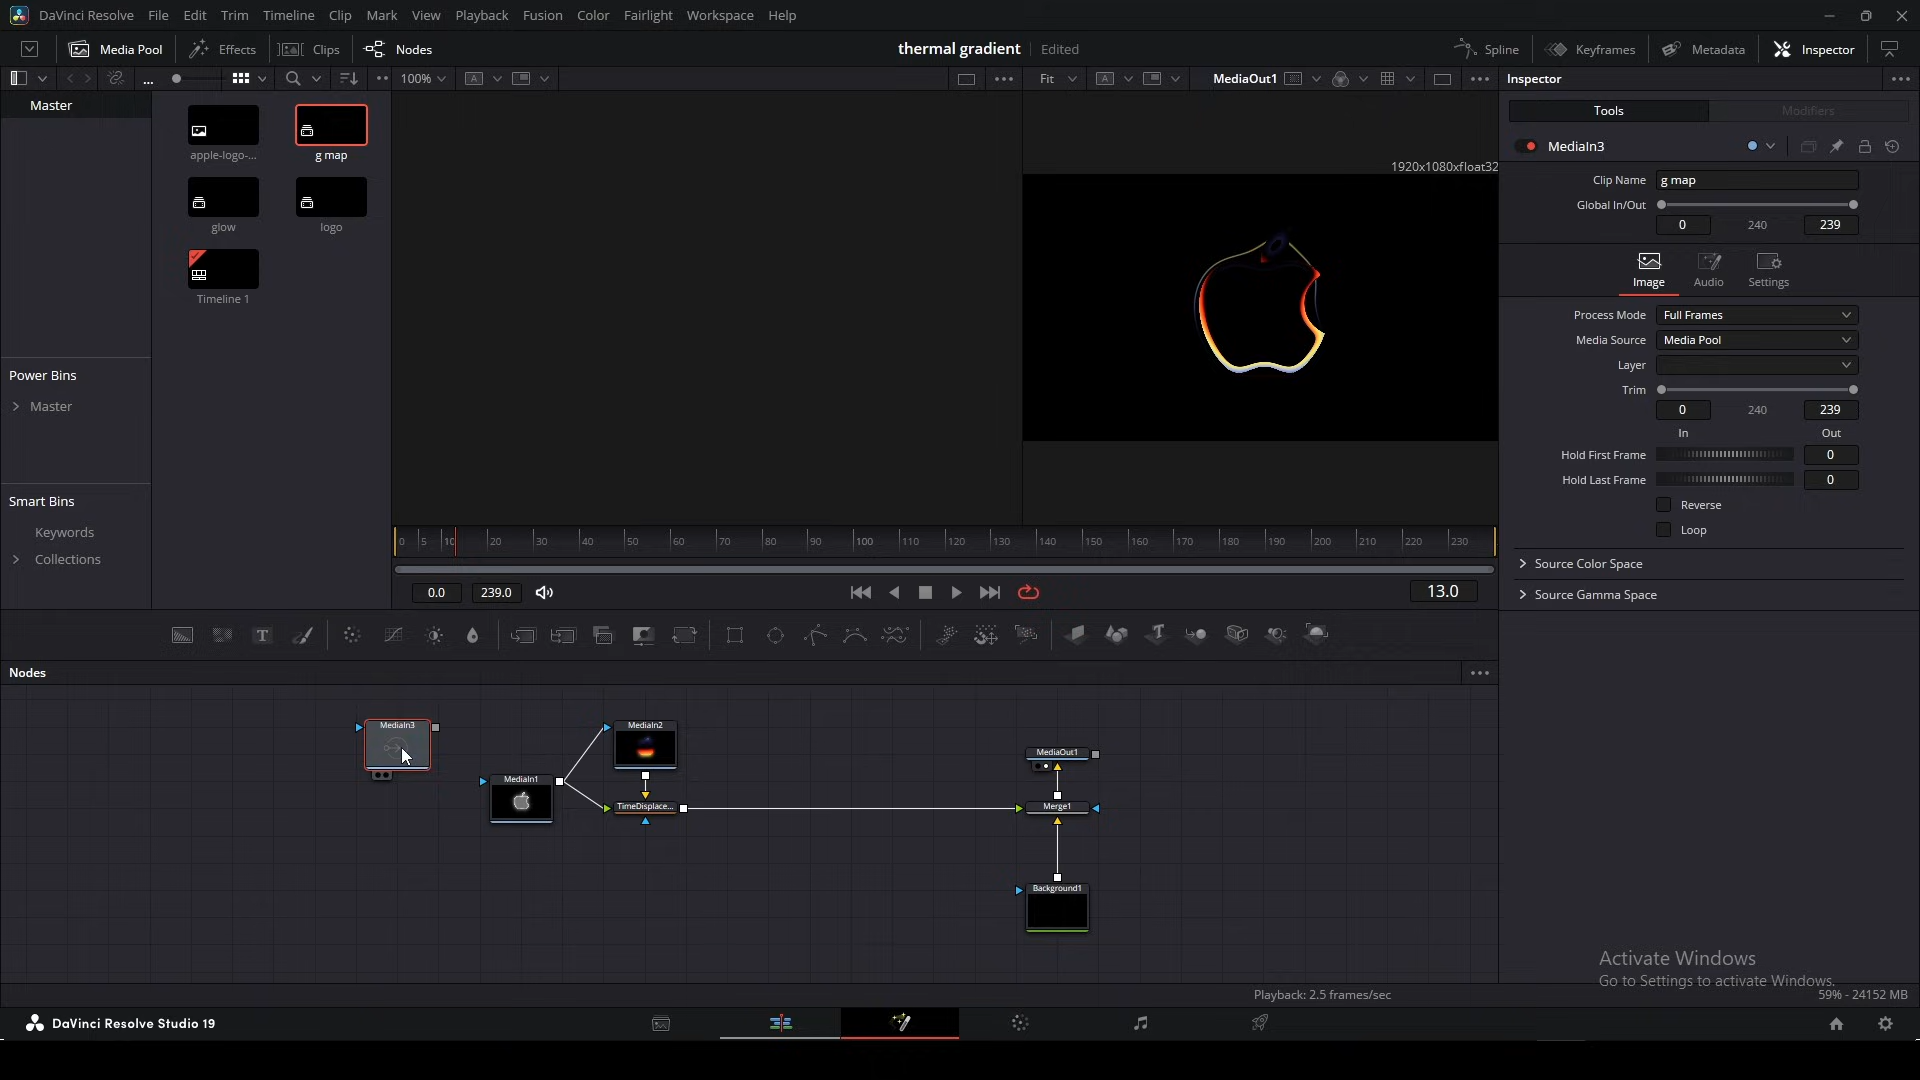 DaVinci Resolve File Edit Trim Timeline Clip Mark View Playback Fusion Color Fairlight Workspace Help
Media Pool Effects Clips Nodes thermal gradient Edited Spline Keyframes Metadata Inspector
... 100% A Fit A MediaOut1 Inspector
Master
apple-logo-...
g map
glow
logo
Timeline 1
Power Bins
Master
Smart Bins
Keywords
Collections
1920x1080xfloat32
Tools Modifiers
MediaIn3
Clip Name g map
Global In/Out
0 240 239
Image Audio Settings
Process Mode Full Frames
Media Source Media Pool
Layer
Trim
0 240 239
In Out
Hold First Frame 0
Hold Last Frame 0
Reverse
Loop
Source Color Space
Source Gamma Space
0 5 10 20 30 40 50 60 70 80 90 100 110 120 130 140 150 160 170 180 190 200 210 220 230
0.0 239.0 13.0
Nodes
MediaIn3
MediaIn2
MediaIn1
TimeDisplace...
MediaOut1
Merge1
Background1
Activate Windows
Go to Settings to activate Windows.
Playback: 2.5 frames/sec 59% - 24152 MB
DaVinci Resolve Studio 19